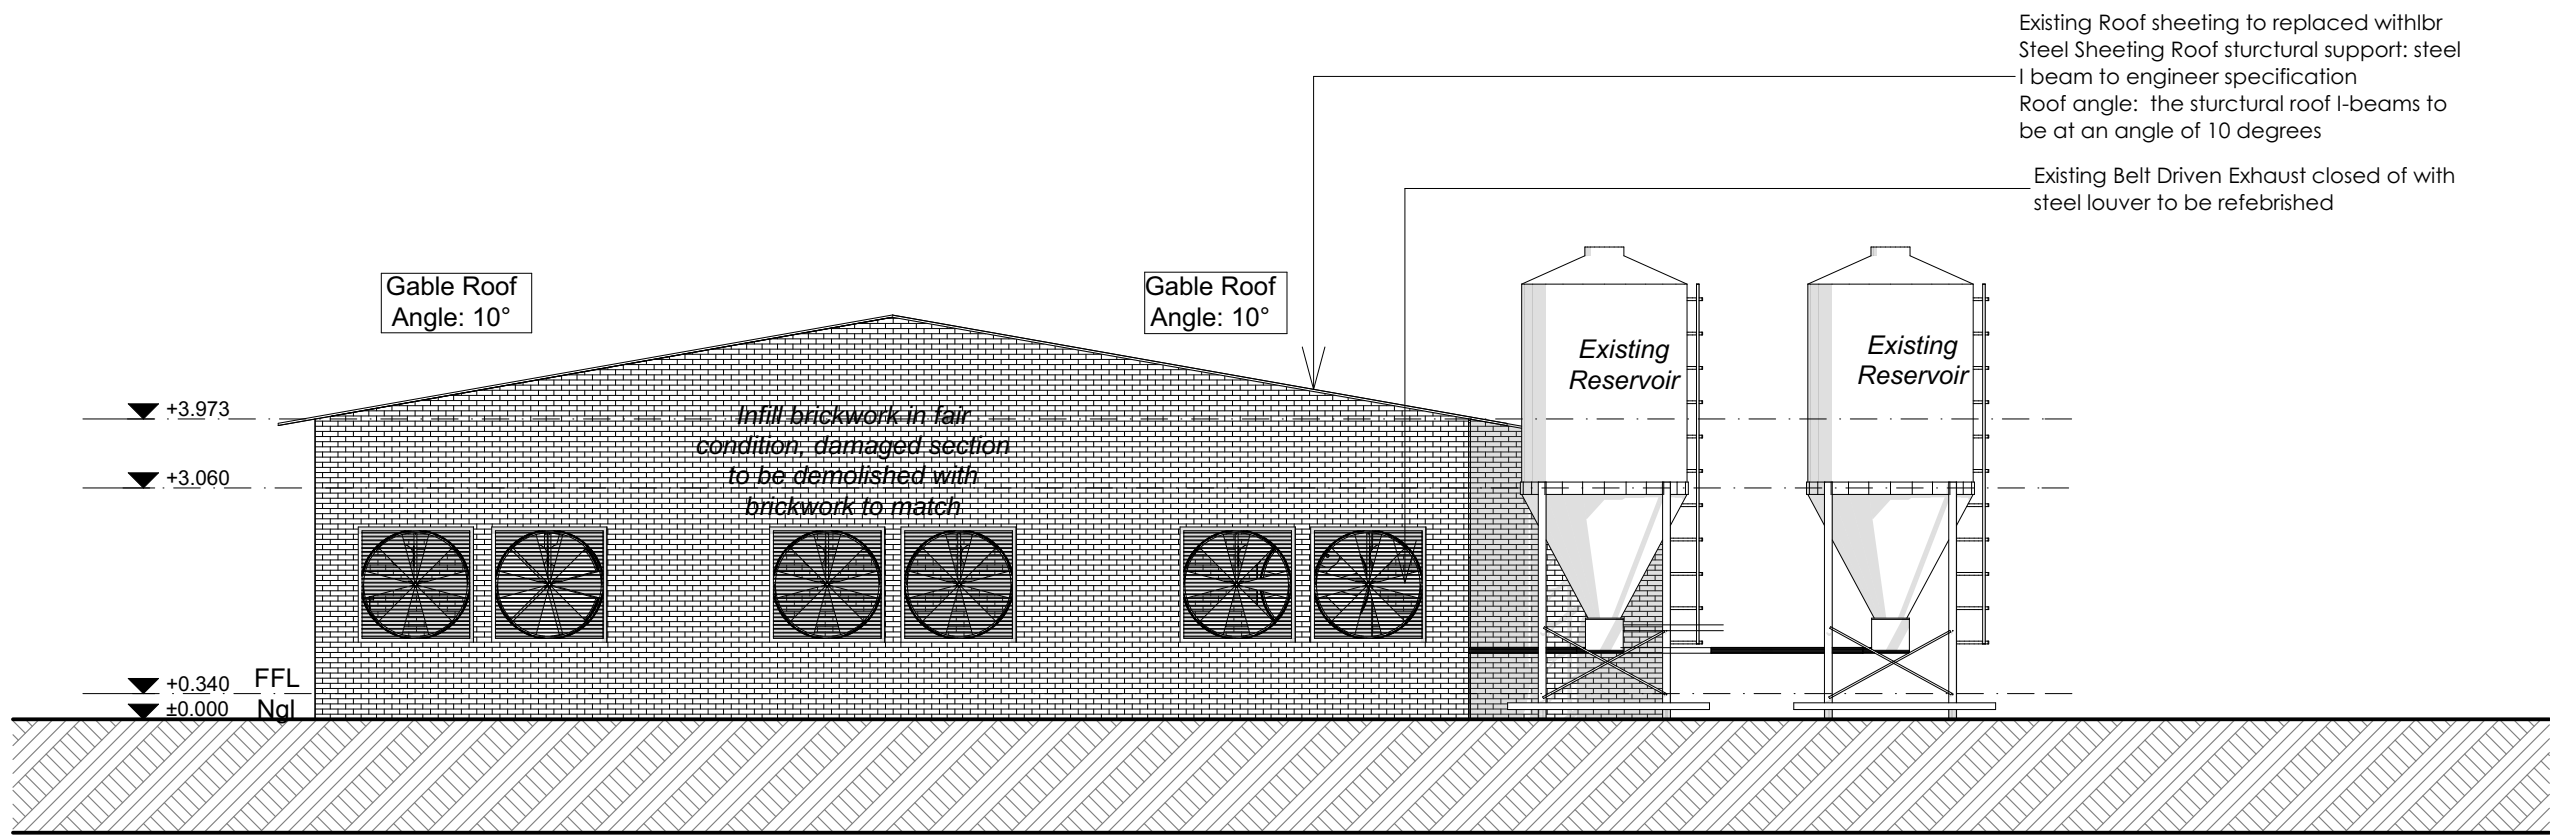 Existing Roof sheeting to replaced withIbr
Steel Sheeting Roof sturctural support: steel
I beam to engineer specification
Roof angle:  the sturctural roof I-beams to
be at an angle of 10 degrees
Existing Belt Driven Exhaust closed of with
steel louver to be refebrished
Gable Roof
Angle: 10°
Gable Roof
Angle: 10°
Existing
Reservoir
Existing
Reservoir
+3.973
Infill brickwork in fair
condition, damaged section
to be demolished with
brickwork to match
+3.060
+0.340 FFL
±0.000 Ngl